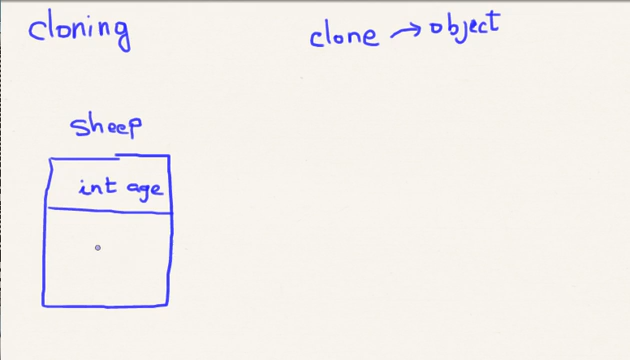 cloning
clone → object
sheep
int age